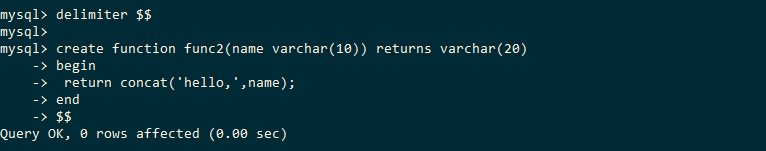 mysql> delimiter $$
mysql>
mysql> create function func2(name varchar(10)) returns varchar(20)
    -> begin
    ->  return concat('hello,',name);
    -> end
    -> $$
Query OK, 0 rows affected (0.00 sec)